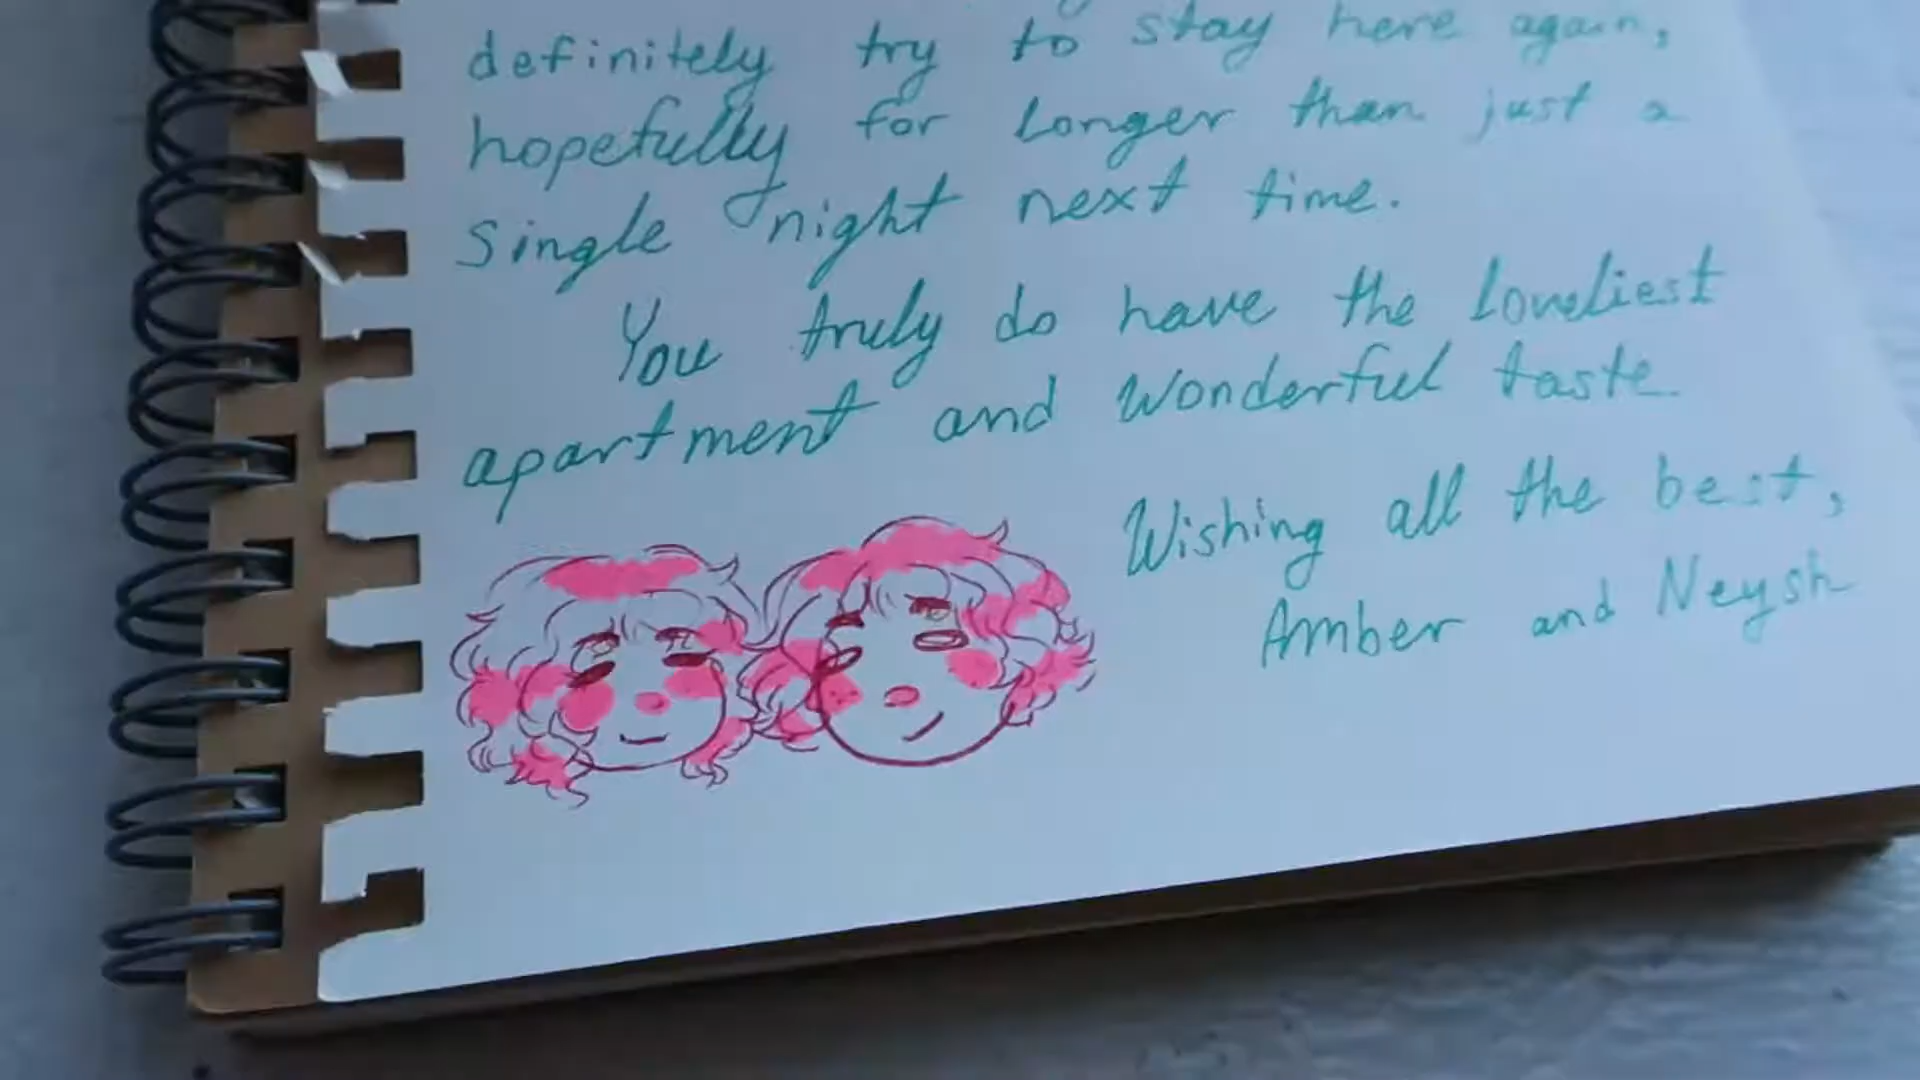 definitely try to stay here again,
hopefully for longer than just a
single night next time.
You truly do have the loveliest
apartment and wonderful taste.
Wishing all the best,
Amber and Neysh